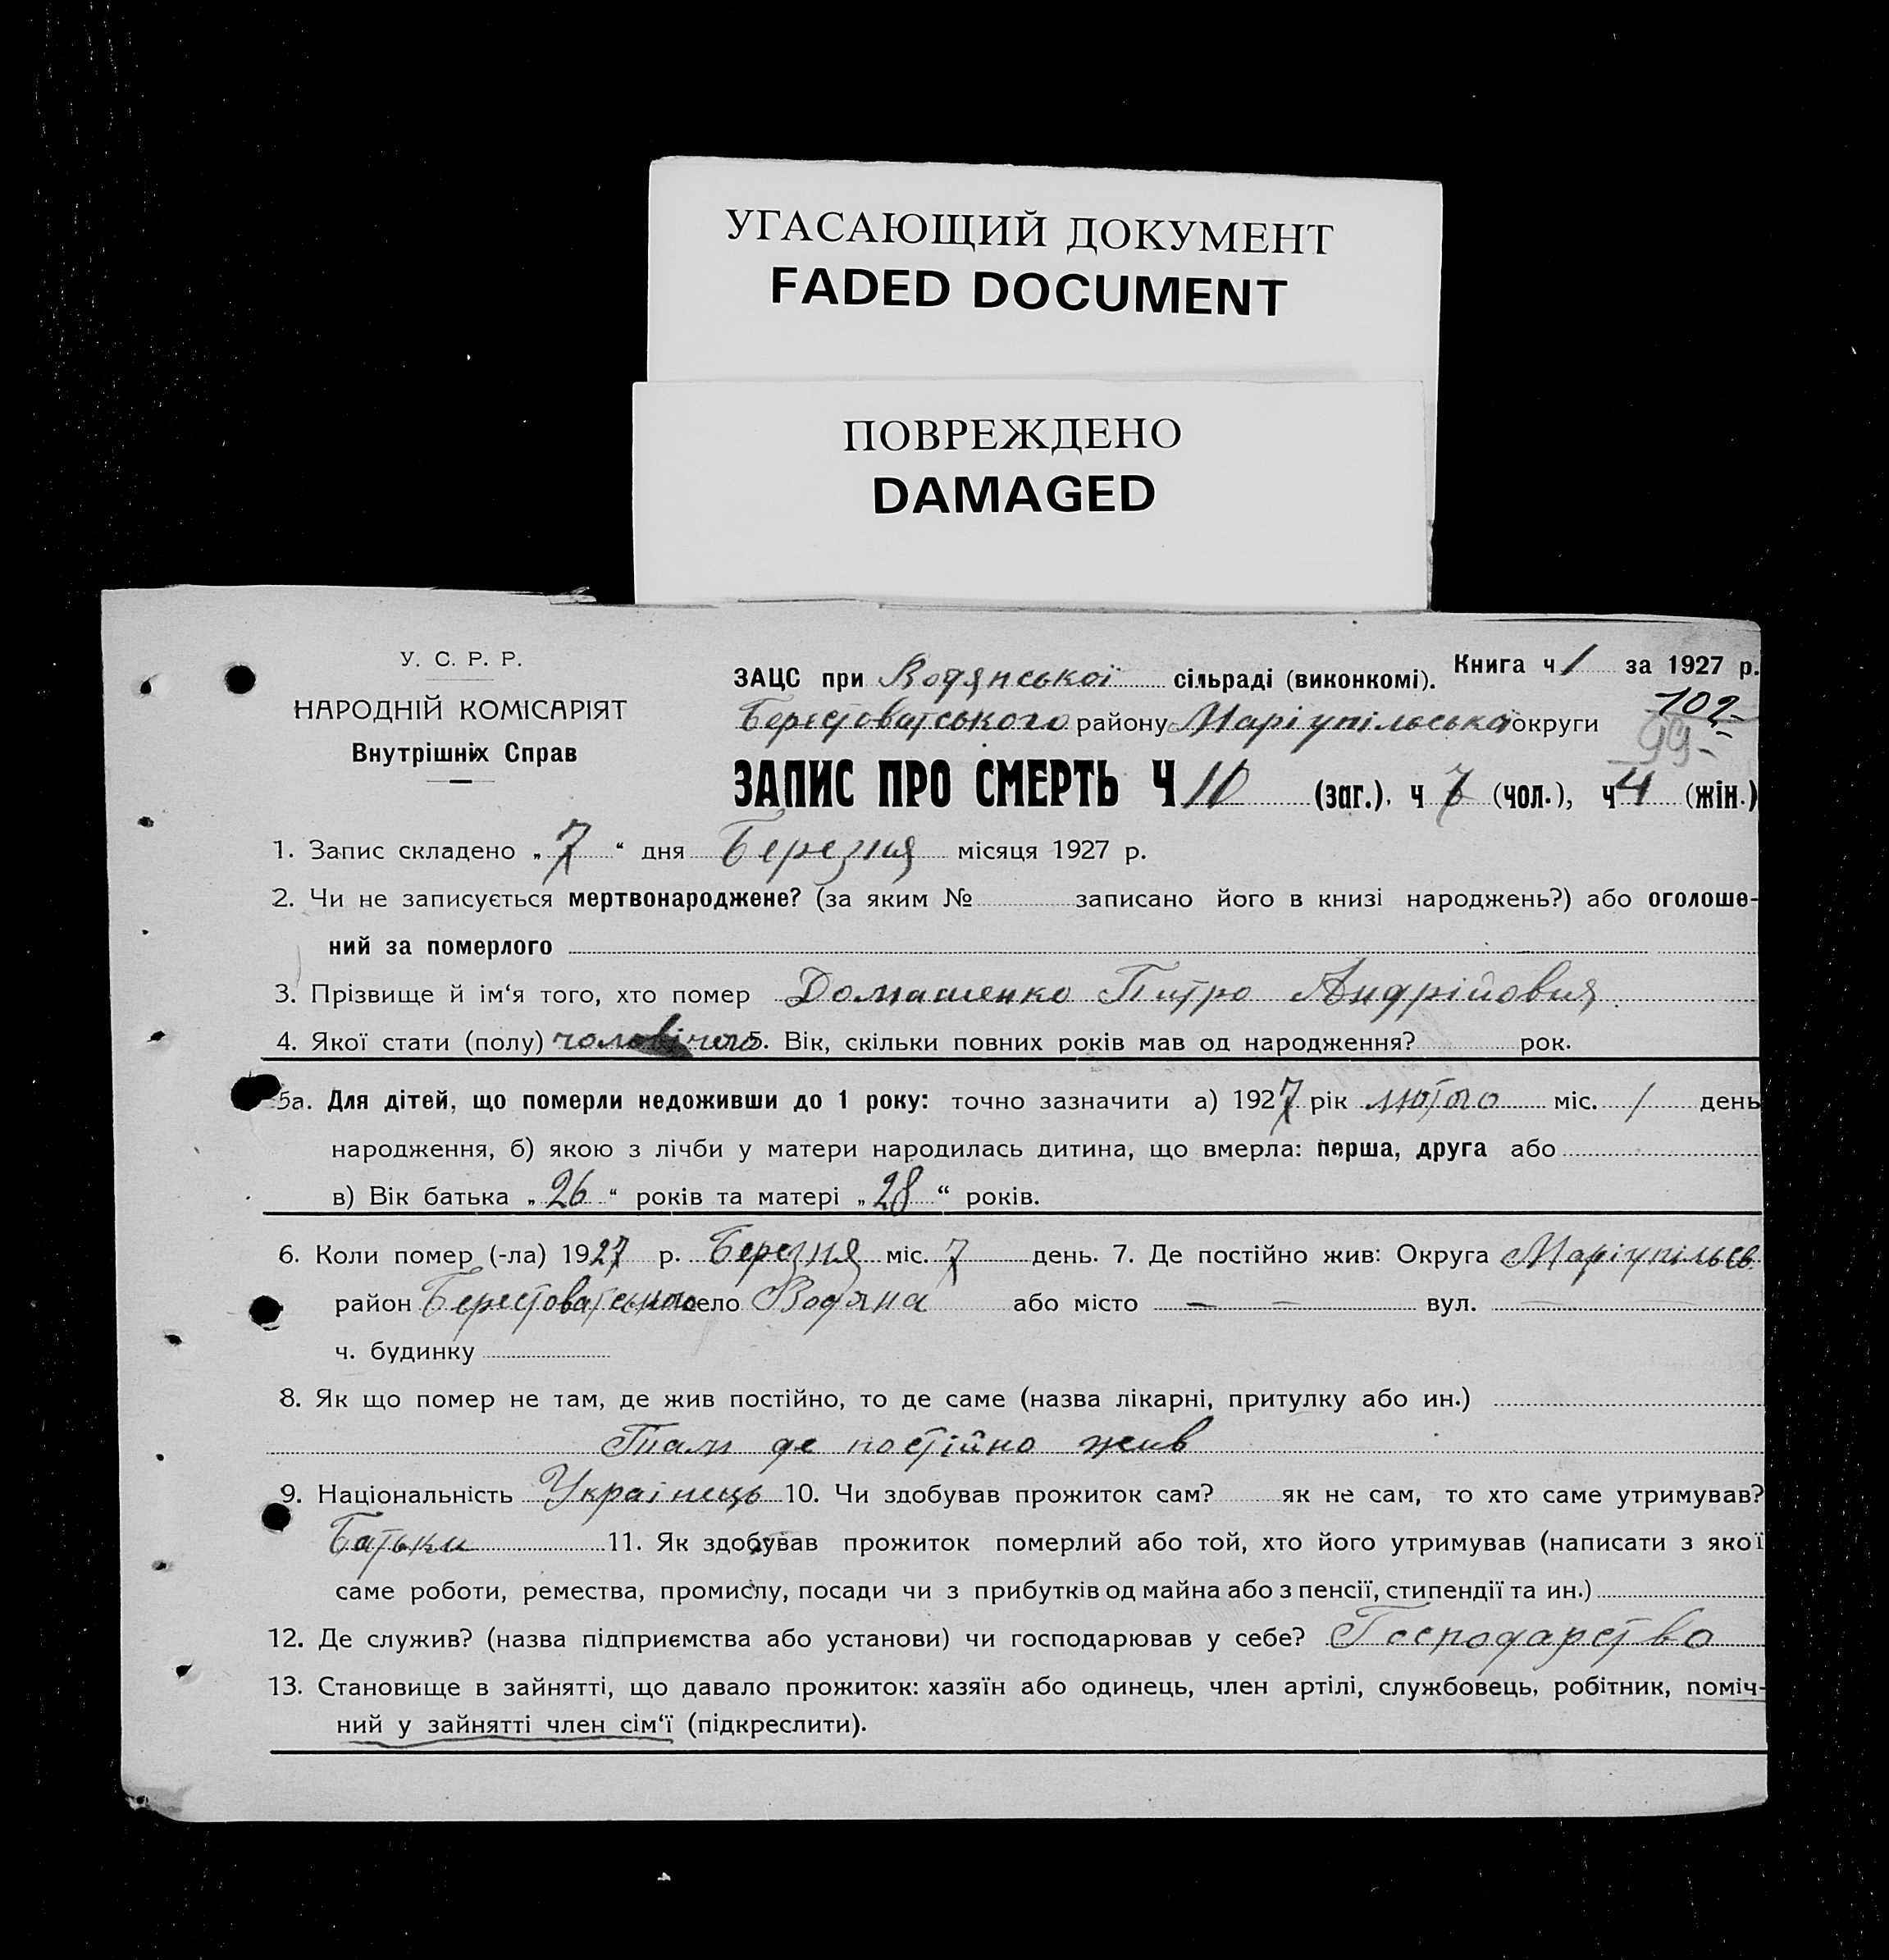 УГАСАЮЩИЙ ДОКУМЕНТ
FADED DOCUMENT
ПОВРЕЖДЕНО
DAMAGED
У. С. Р. Р.
НАРОДНІЙ КОМІСАРІЯТ
Внутрішніх Справ
ЗАЦС при Водянської сільраді (виконкомі). Книга ч 1 за 1927 р.
102
Берестоватського району Маріупільської округи
99
ЗАПИС ПРО СМЕРТЬ Ч (заг.), ч (чол.), ч 4 (жін.)
1. Запис складено „ 7 “ дня Березня місяця 1927 р.
2. Чи не записується мертвонароджене? (за яким № записано його в книзі народжень?) або оголоше-
ний за померлого
3. Прізвище й ім‘я того, хто помер Домашенко Питро Андрійович
4. Якої стати (полу) чоловічого 5. Вік, скільки повних років мав од народження? рок.
5а. Для дітей, що померли недоживши до 1 року: точно зазначити а) 1927 рік лютого міс. 1 день
народження, б) якою з лічби у матери народилась дитина, що вмерла: перша, друга або
в) Вік батька „ 26 “ років та матері „ 28 “ років.
6. Коли помер (-ла) 1927 р. Березня міс. 7 день. 7. Де постійно жив: Округа Маріупільсь
район Берестоватського село Водяна або місто — — вул.
ч. будинку
8. Як що помер не там, де жив постійно, то де саме (назва лікарні, притулку або ин.)
Там де постійно жив
9. Національність Украінець 10. Чи здобував прожиток сам? як не сам, то хто саме утримував?
Батьки 11. Як здобував прожиток померлий або той, хто його утримував (написати з якої
саме роботи, ремества, промислу, посади чи з прибутків од майна або з пенсії, стипендії та ин.)
12. Де служив? (назва підприємства або установи) чи господарював у себе? Господарство
13. Становище в зайнятті, що давало прожиток: хазяїн або одинець, член артілі, службовець, робітник, поміч-
ний у зайнятті член сім‘ї (підкреслити).